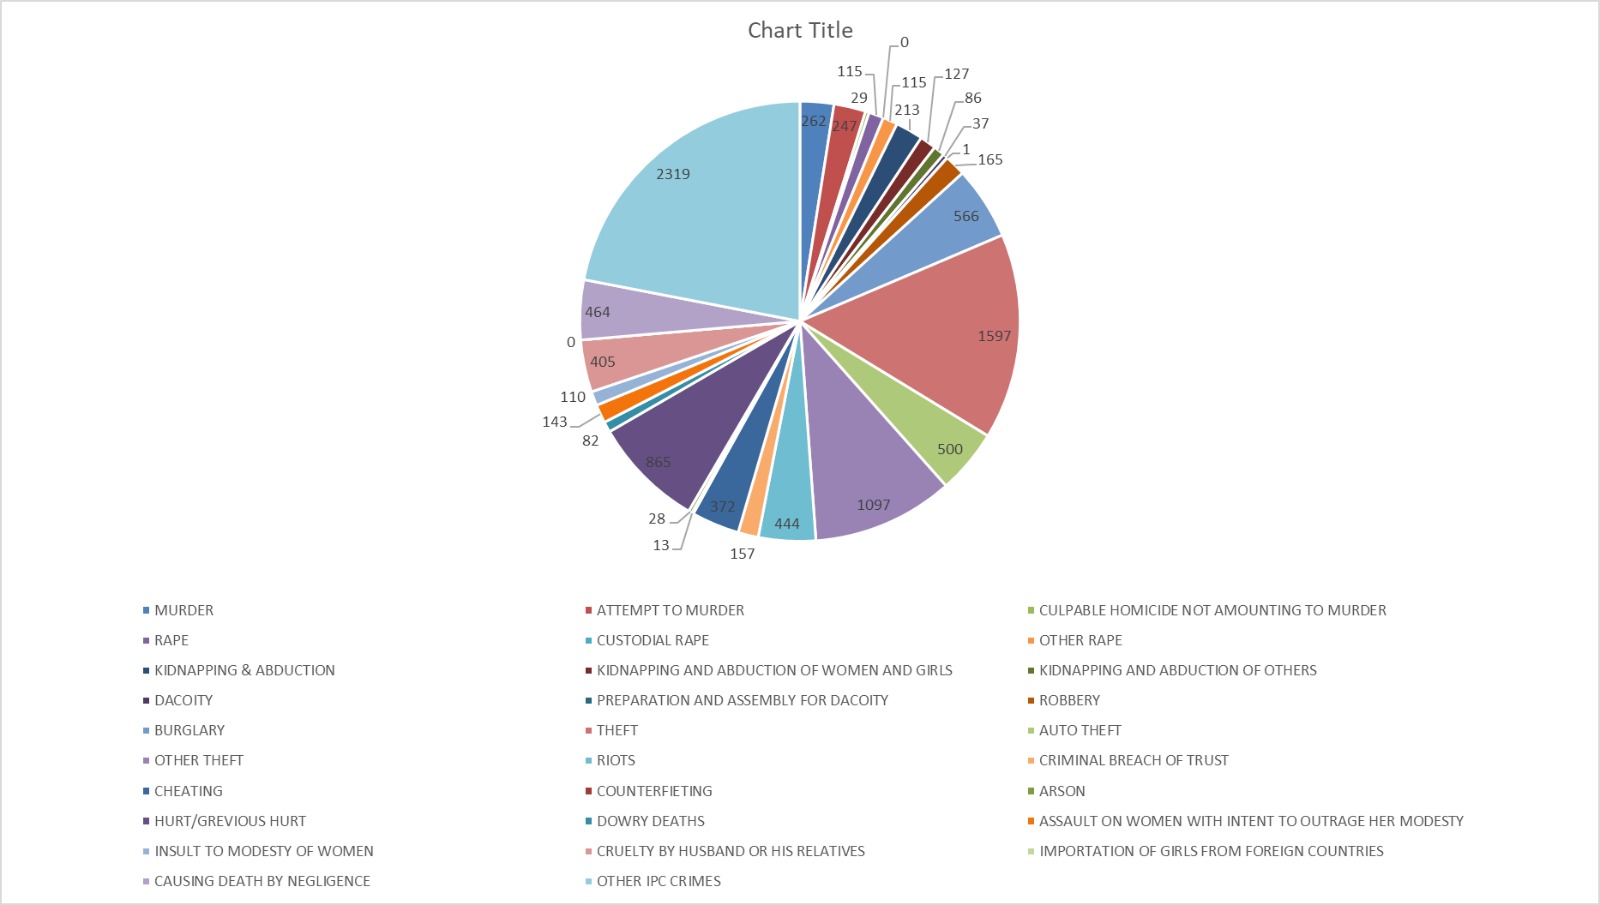 Chart Title
0
115
127
115
29
86
213
262
247
37
1
165
2319
566
464
1597
0
405
110
143
82
500
865
1097
372
28
444
13
157
MURDER
ATTEMPT TO MURDER
CULPABLE HOMICIDE NOT AMOUNTING TO MURDER
RAPE
CUSTODIAL RAPE
OTHER RAPE
KIDNAPPING & ABDUCTION
KIDNAPPING AND ABDUCTION OF WOMEN AND GIRLS
KIDNAPPING AND ABDUCTION OF OTHERS
DACOITY
PREPARATION AND ASSEMBLY FOR DACOITY
ROBBERY
BURGLARY
THEFT
AUTO THEFT
OTHER THEFT
RIOTS
CRIMINAL BREACH OF TRUST
CHEATING
COUNTERFIETING
ARSON
HURT/GREVIOUS HURT
DOWRY DEATHS
ASSAULT ON WOMEN WITH INTENT TO OUTRAGE HER MODESTY
INSULT TO MODESTY OF WOMEN
CRUELTY BY HUSBAND OR HIS RELATIVES
IMPORTATION OF GIRLS FROM FOREIGN COUNTRIES
CAUSING DEATH BY NEGLIGENCE
OTHER IPC CRIMES